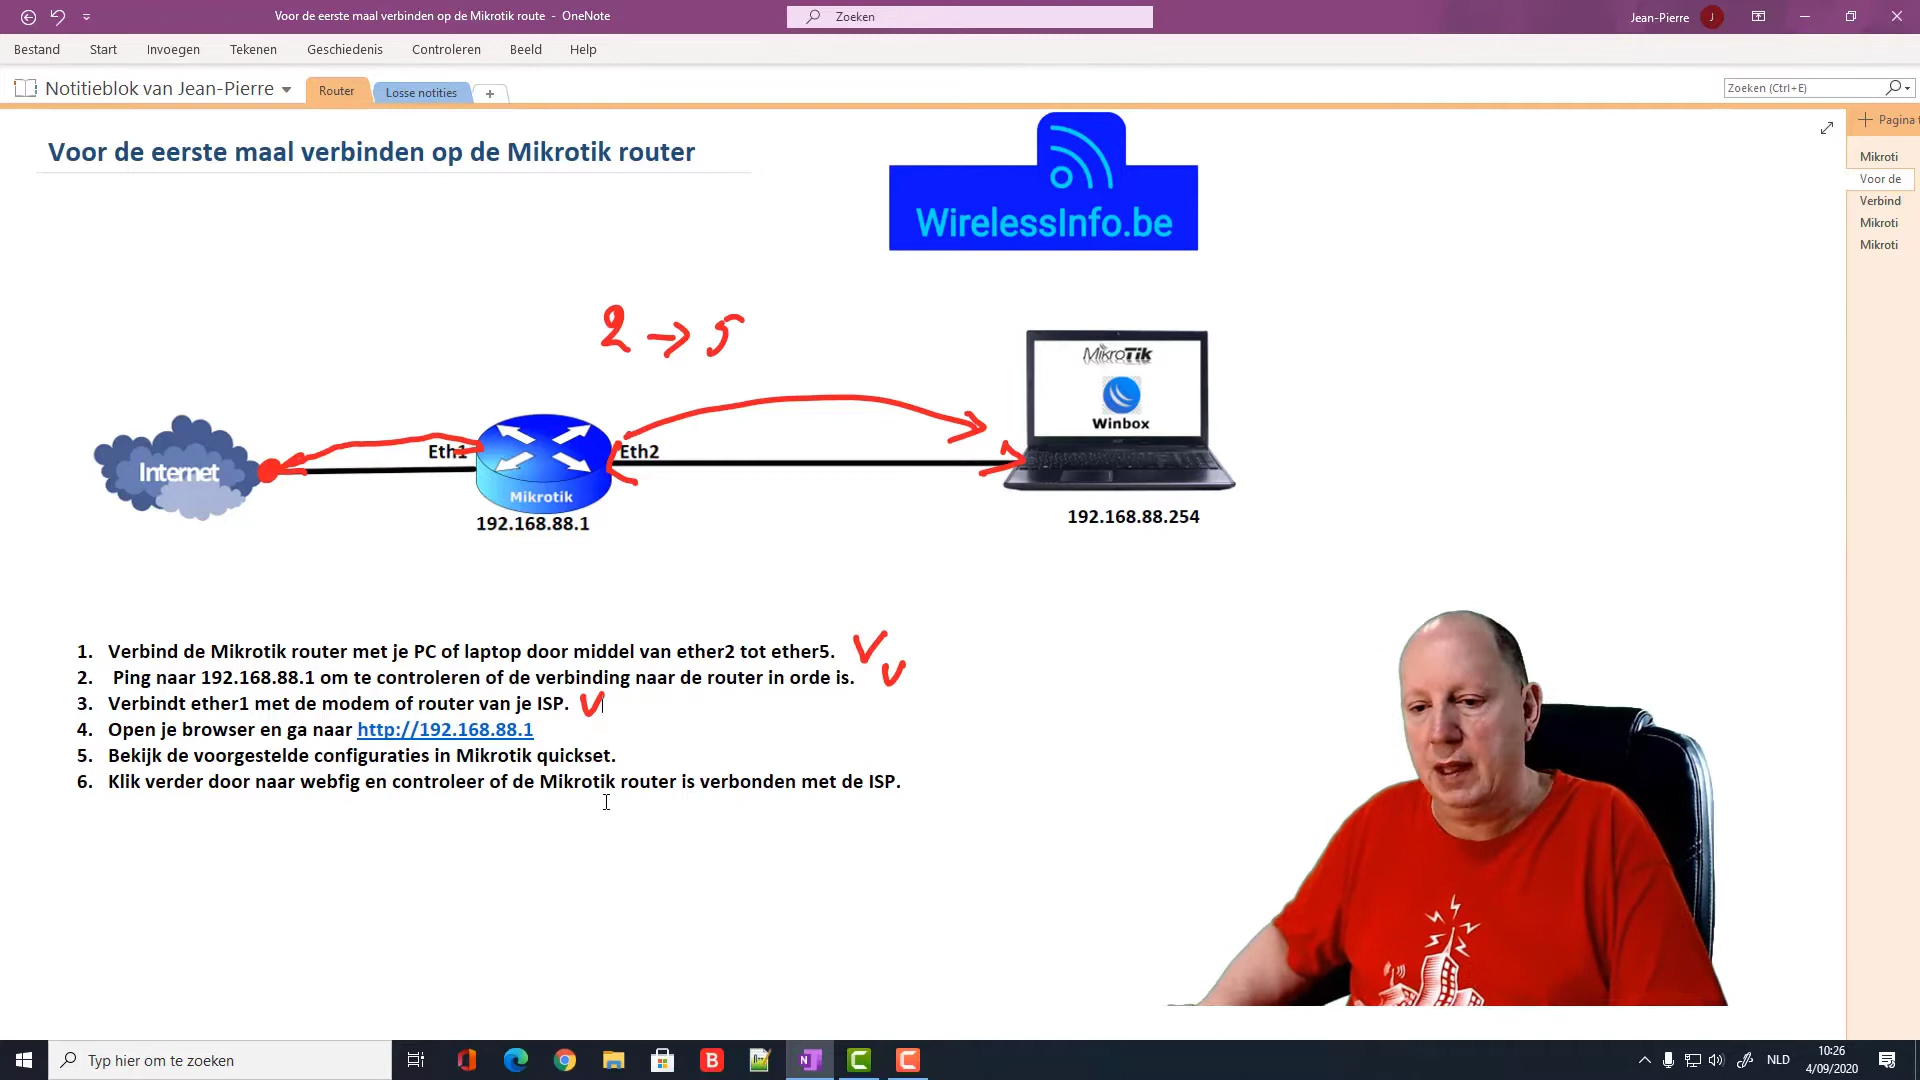 Voor de eerste maal verbinden op de Mikrotik route - OneNote
Zoeken
Jean-Pierre
J
Bestand
Start
Invoegen
Tekenen
Geschiedenis
Controleren
Beeld
Help
Notitieblok van Jean-Pierre
Router
Losse notities
Zoeken (Ctrl+E)
Pagina t
Mikroti
Voor de
Verbind
Mikroti
Mikroti
Voor de eerste maal verbinden op de Mikrotik router
WirelessInfo.be
2 → 5
MikroTik
Winbox
Internet
Eth1
Eth2
Mikrotik
192.168.88.1
192.168.88.254
1. Verbind de Mikrotik router met je PC of laptop door middel van ether2 tot ether5. V
2. Ping naar 192.168.88.1 om te controleren of de verbinding naar de router in orde is. V
3. Verbindt ether1 met de modem of router van je ISP. V
4. Open je browser en ga naar http://192.168.88.1
5. Bekijk de voorgestelde configuraties in Mikrotik quickset.
6. Klik verder door naar webfig en controleer of de Mikrotik router is verbonden met de ISP.
Typ hier om te zoeken
NLD
10:26
4/09/2020